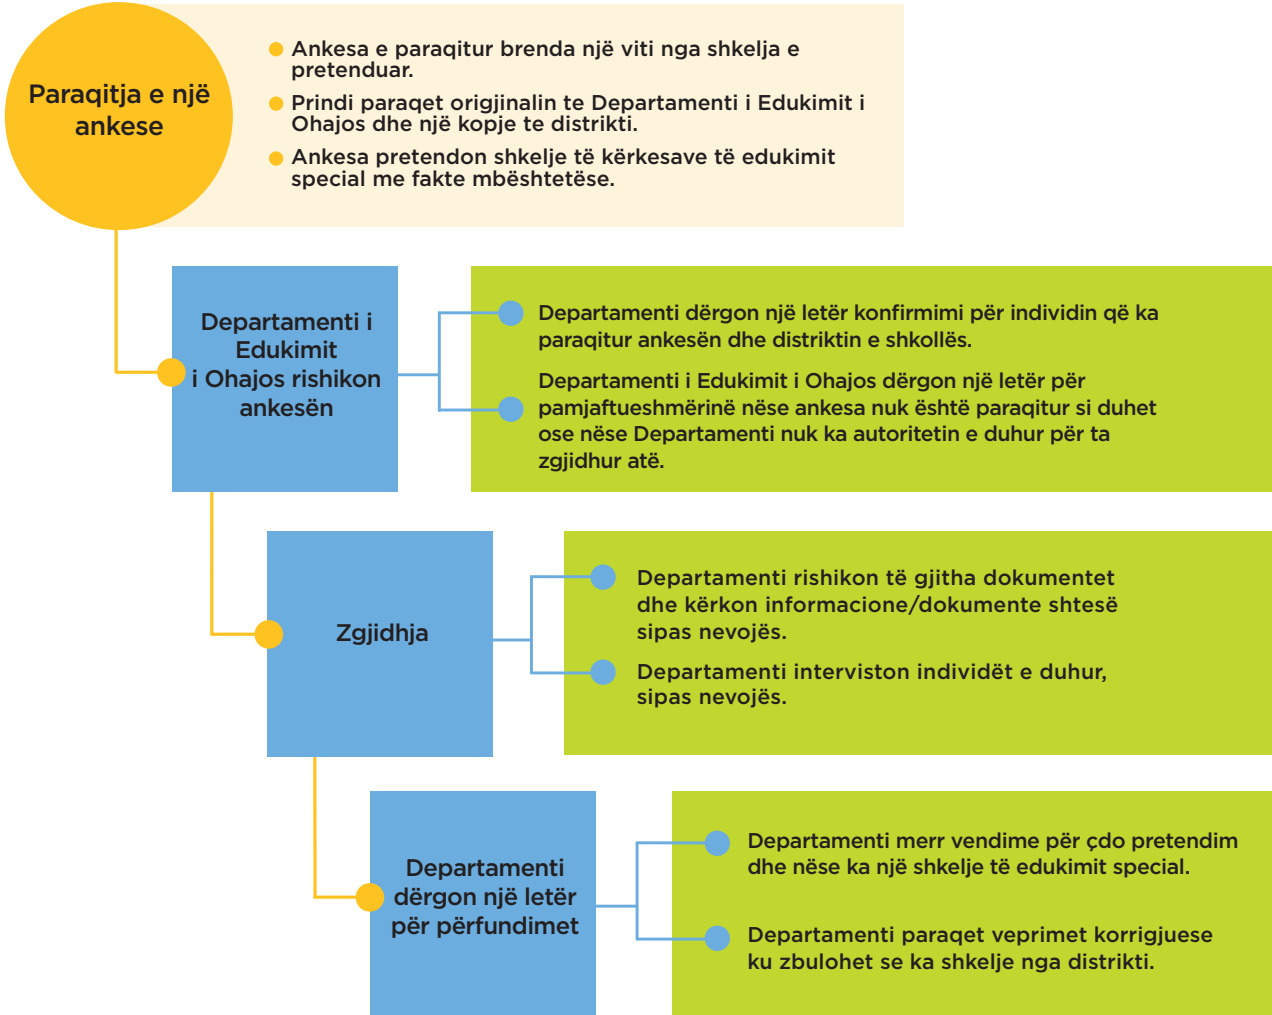 Paraqitja e një
ankese
Ankesa e paraqitur brenda një viti nga shkelja e
pretenduar.
Prindi paraqet origjinalin te Departamenti i Edukimit i
Ohajos dhe një kopje te distrikti.
Ankesa pretendon shkelje të kërkesave të edukimit
special me fakte mbështetëse.
Departamenti i
Edukimit
i Ohajos rishikon
ankesën
Departamenti dërgon një letër konfirmimi për individin që ka
paraqitur ankesën dhe distriktin e shkollës.
Departamenti i Edukimit i Ohajos dërgon një letër për
pamjaftueshmërinë nëse ankesa nuk është paraqitur si duhet
ose nëse Departamenti nuk ka autoritetin e duhur për ta
zgjidhur atë.
Zgjidhja
Departamenti rishikon të gjitha dokumentet
dhe kërkon informacione/dokumente shtesë
sipas nevojës.
Departamenti interviston individët e duhur,
sipas nevojës.
Departamenti
dërgon një letër
për përfundimet
Departamenti merr vendime për çdo pretendim
dhe nëse ka një shkelje të edukimit special.
Departamenti paraqet veprimet korrigjuese
ku zbulohet se ka shkelje nga distrikti.